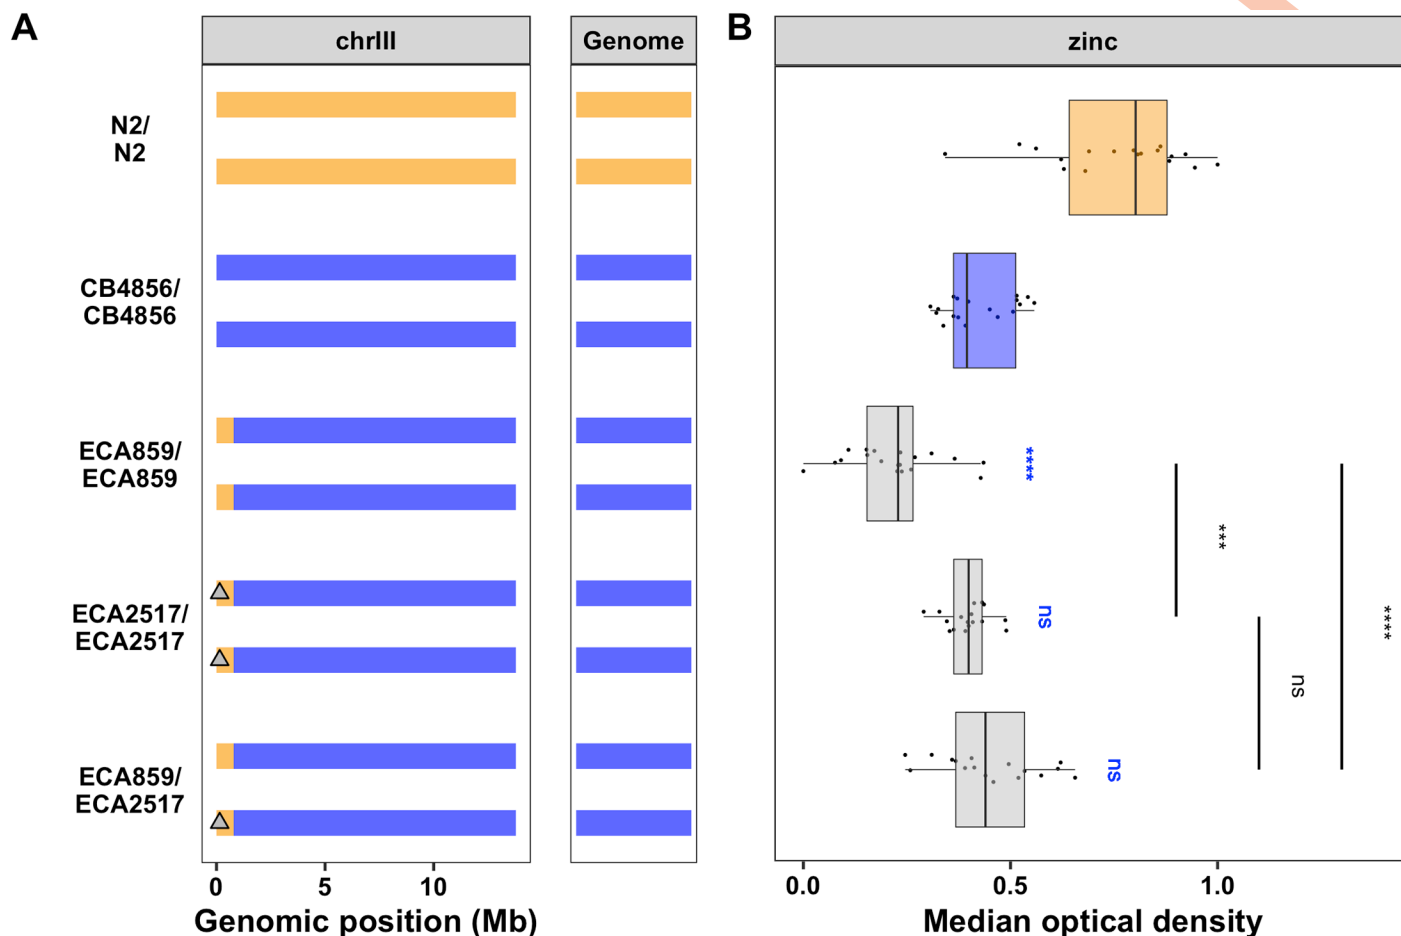 A
B
chrIII
Genome
zinc
N2/
N2
CB4856/
CB4856
ECA859/
ECA859
****
***
ECA2517/
ECA2517
ns
****
ns
ECA859/
ECA2517
ns
0
5
10
0.0
0.5
1.0
Genomic position (Mb)
Median optical density